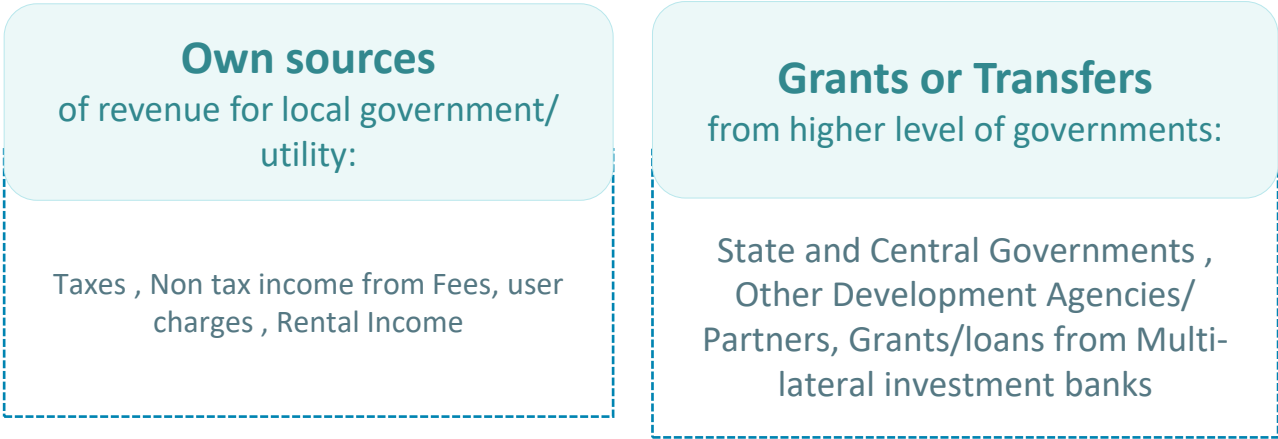 Own sources
of revenue for local government/
utility:
Taxes , Non tax income from Fees, user
charges , Rental Income
Grants or Transfers
from higher level of governments:
State and Central Governments ,
Other Development Agencies/
Partners, Grants/loans from Multi-
lateral investment banks